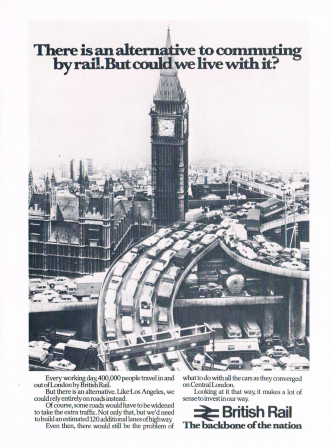 There is an alternative to commuting
by rail. But could we live with it?
Every working day, 400,000 people travel in and
out of London by British Rail.
But there is an alternative. Like Los Angeles, we
could rely entirely on roads instead.
Of course, some roads would have to be widened
to take the extra traffic. Not only that, but we'd need
to build an estimated 120 additional lanes of highway.
Even then, there would still be the problem of
what to do with all the cars as they converged
on Central London.
Looking at it that way, it makes a lot of
sense to invest in our way.
British Rail
The backbone of the nation